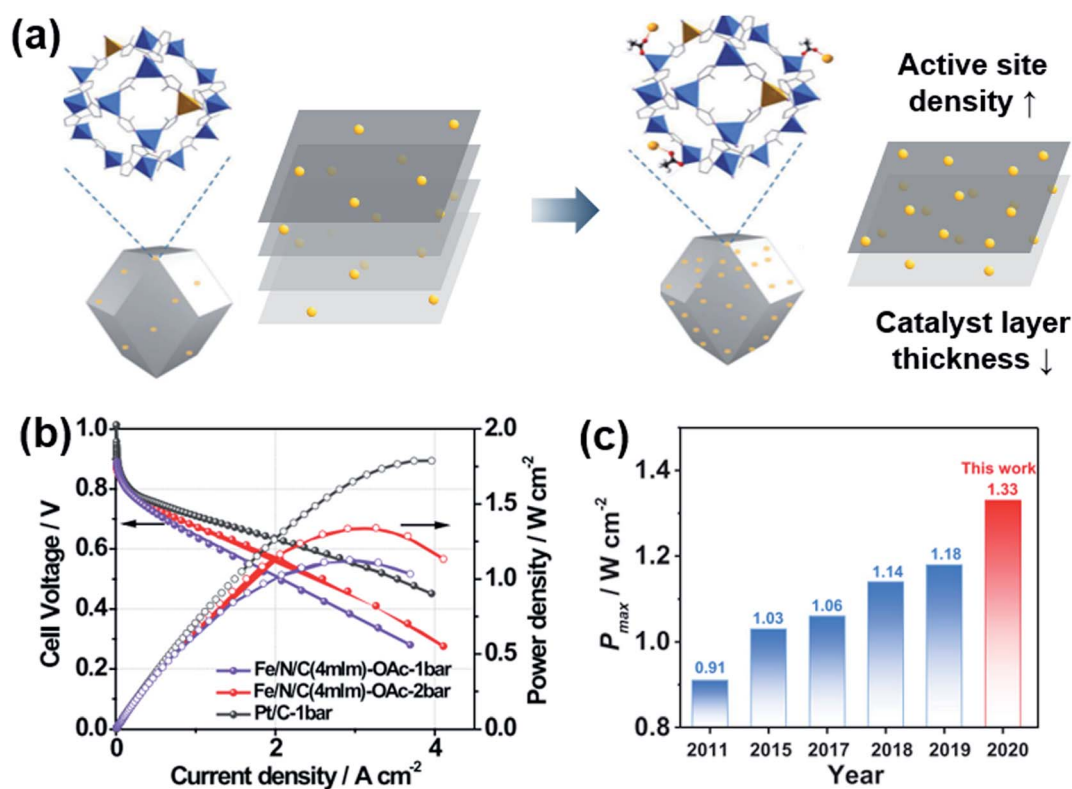 (a)
Active site
density ↑
Catalyst layer
thickness ↓
(b)
1.0
0.8
0.6
0.4
0.2
0.0
Cell Voltage / V
2.0
1.5
1.0
0.5
0.0
Power density / W cm⁻²
Fe/N/C(4mIm)-OAc-1bar
Fe/N/C(4mIm)-OAc-2bar
Pt/C-1bar
0 2 4
Current density / A cm⁻²
(c)
1.4
1.2
1.0
0.8
P max / W cm⁻²
This work
0.91
1.03
1.06
1.14
1.18
1.33
2011 2015 2017 2018 2019 2020
Year